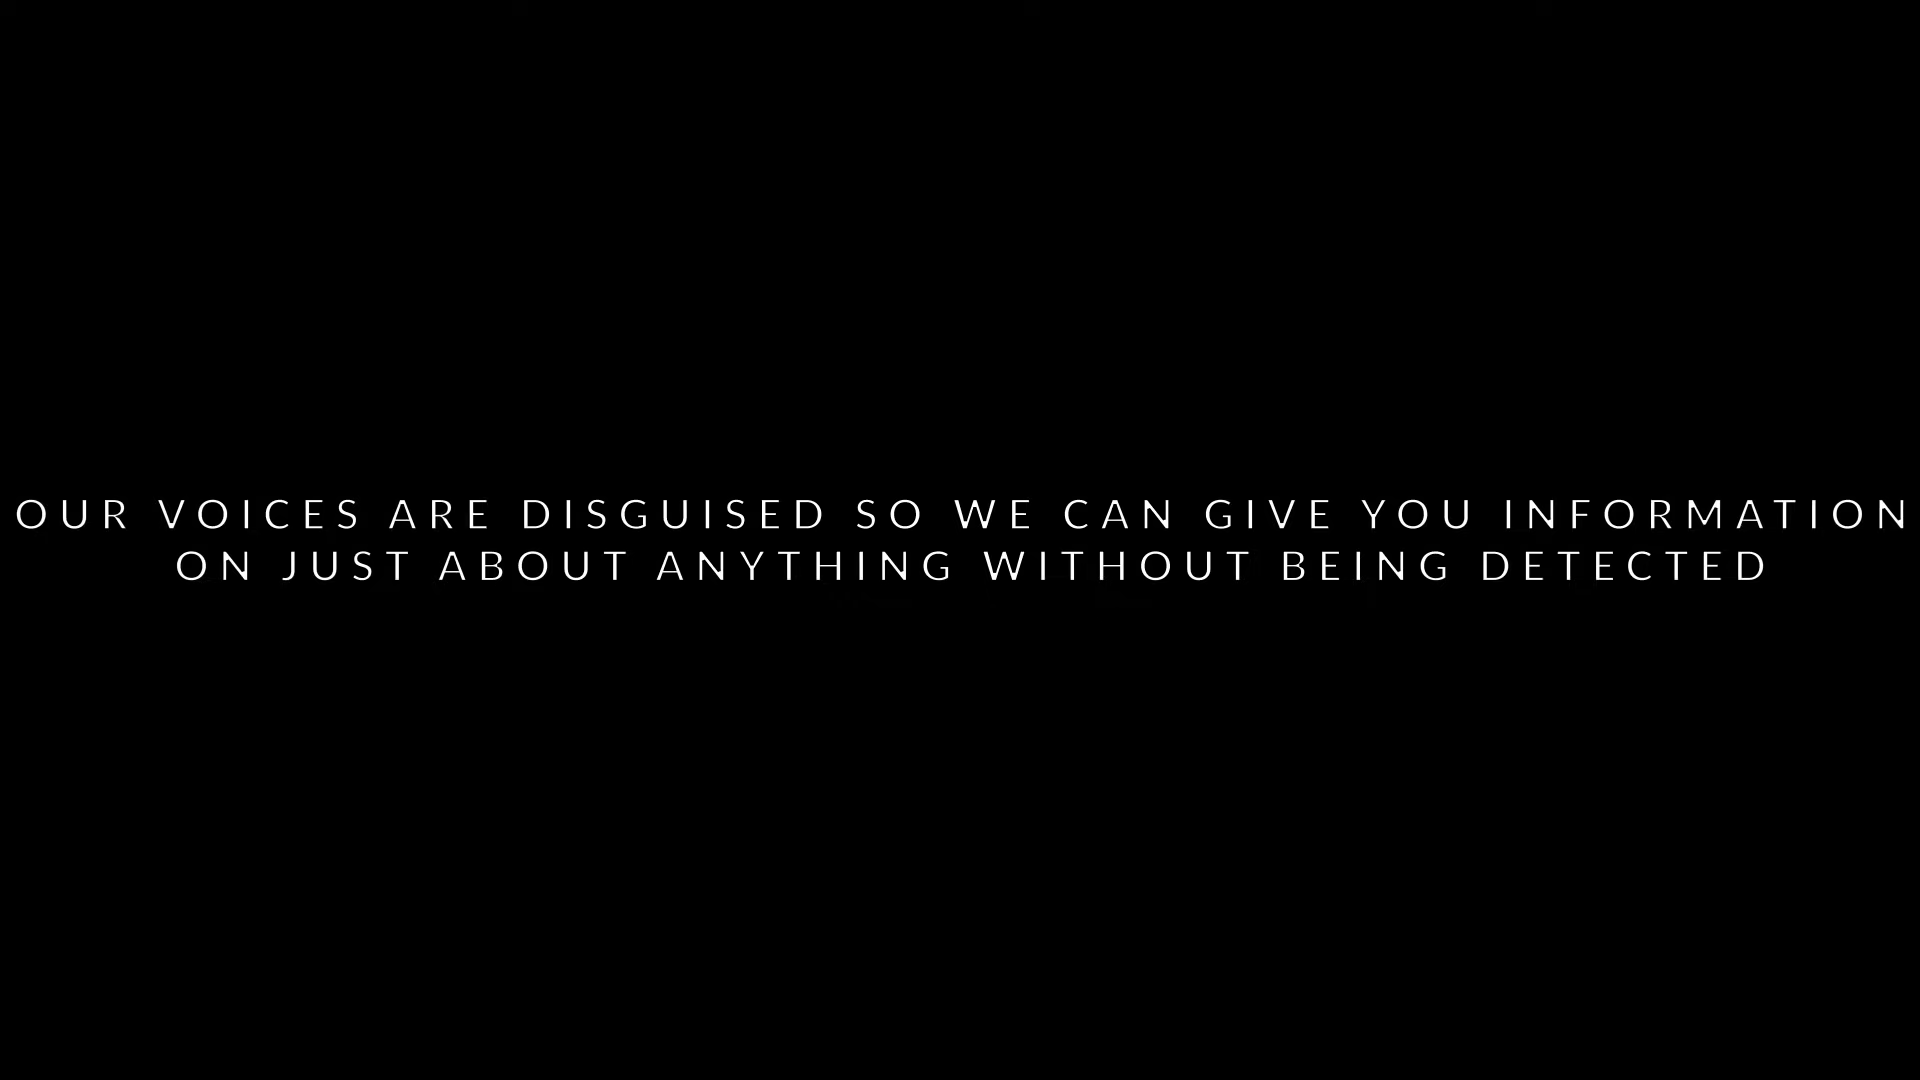 OUR VOICES ARE DISGUISED SO WE CAN GIVE YOU INFORMATION
ON JUST ABOUT ANYTHING WITHOUT BEING DETECTED